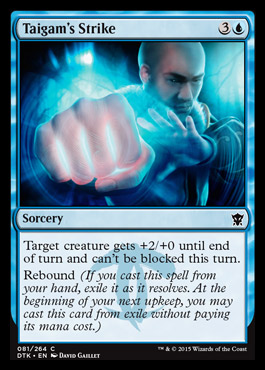 Taigam's Strike 3
Sorcery
Target creature gets +2/+0 until end
of turn and can't be blocked this turn.
Rebound (If you cast this spell from
your hand, exile it as it resolves. At the
beginning of your next upkeep, you may
cast this card from exile without paying
its mana cost.)
081/264 C
DTK • EN DAVID GAILLET
™ & © 2015 Wizards of the Coast